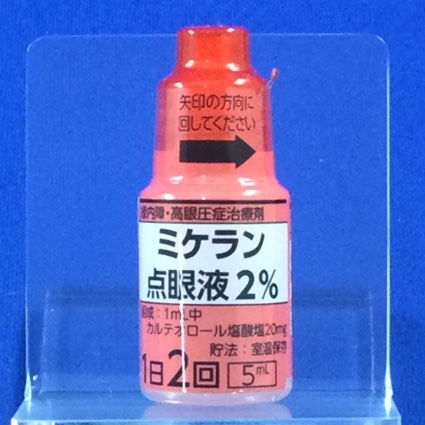 矢印の方向に
回してください
緑内障・高眼圧症治療剤
ミケラン
点眼液2%
組成：1mL中
カルテオロール塩酸塩20mg
貯法：室温保存
1日2回 5mL